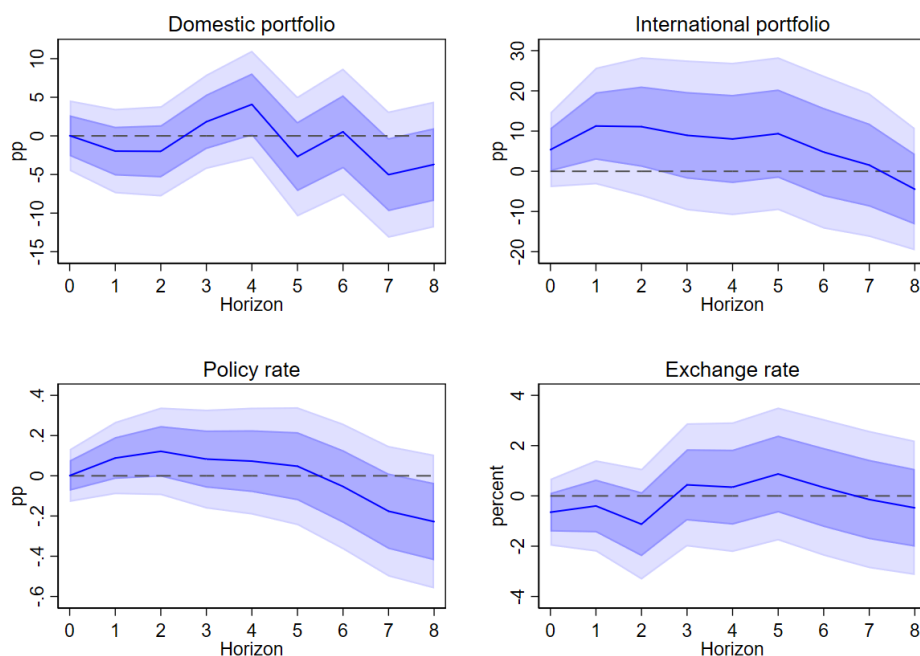 Domestic portfolio
pp
10
5
0
-5
-10
-15
0 1 2 3 4 5 6 7 8
Horizon
International portfolio
pp
30
20
10
0
-10
-20
0 1 2 3 4 5 6 7 8
Horizon
Policy rate
pp
.4
.2
0
-.2
-.4
-.6
0 1 2 3 4 5 6 7 8
Horizon
Exchange rate
percent
4
2
0
-2
-4
0 1 2 3 4 5 6 7 8
Horizon